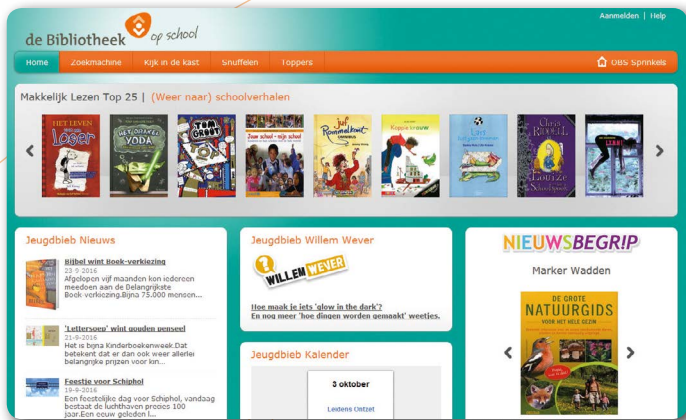 Aanmelden | Help
de Bibliotheek op school
Home Zoekmachine Kijk in de kast Snuffelen Toppers OBS Sprinkels
Makkelijk Lezen Top 25 | (Weer naar) schoolverhalen
HET LEVEN
Loser
HET ORAKEL
YODA
TOM
GROOT
Jouw school - mijn school
juf
Rommelkont
OMNIBUS
Kapsie trouw
Lars
Chris
RIDDELL
Jeugdbieb Nieuws
Bijbel wint Boek-verkiezing
23-9-2016
Afgelopen vijf maanden kon iedereen
meedoen aan de Belangrijkste
Boek-verkiezing.Bijna 75.000 mensen...
'Lettersoep' wint gouden penseel
21-9-2016
Het is bijna Kinderboekenweek.Dat
betekent dat er dan ook weer allerlei
belangrijke prijzen voor kin...
Feestje voor Schiphol
19-9-2016
Een feestelijke dag voor Schiphol, vandaag
bestaat de luchthaven precies 100
jaar.Een eeuw geleden l...
Jeugdbieb Willem Wever
WILLEM WEVER
Hoe maak je iets 'glow in the dark'?
En nog meer 'hoe dingen worden gemaakt' weetjes.
Jeugdbieb Kalender
3 oktober
Leidens Ontzet
NIEUWSBEGRIP
Marker Wadden
DE GROTE
NATUURGIDS
VOOR HET HELE GEZIN